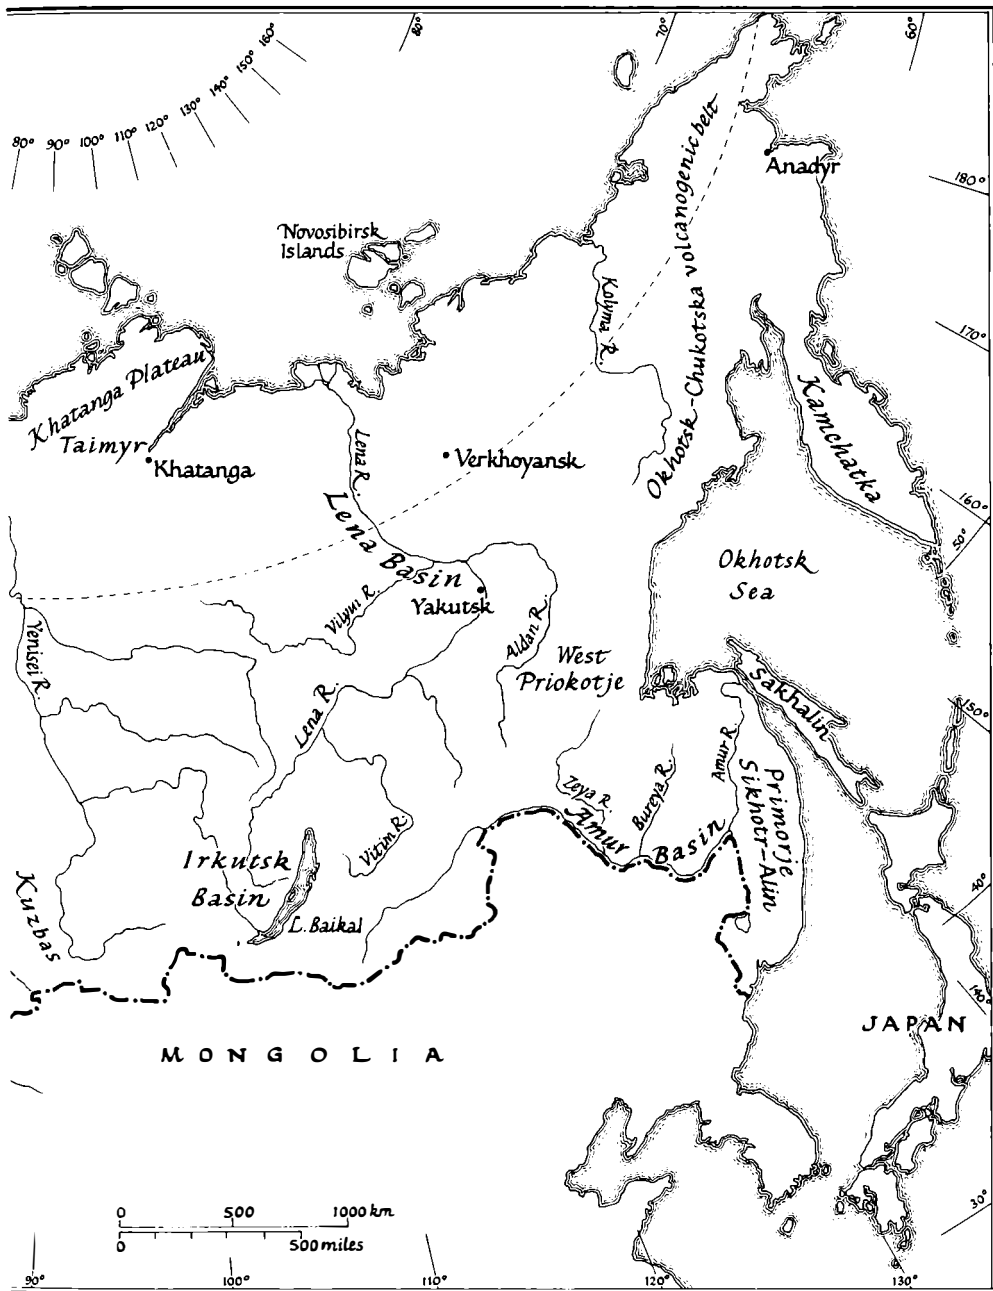 80°
70°
60°
160°
150°
140°
130°
120°
110°
100°
90°
80°
Anadyr
180°
Okhotsk-Chukotska volcanogenic belt
Novosibirsk
Islands
Kolyma R.
170°
Khatanga Plateau
Taimyr
Khatanga
Lena R.
Verkhoyansk
Kamchatka
160°
50°
Lena Basin
Okhotsk
Sea
Vilyui R.
Yakutsk
Aldan R.
West
Priokotje
Yenisei R.
Lena R.
Sakhalin
150°
Amur R.
Zeya R.
Bureya R.
Primorje
Sikhotr-Alin
Amur Basin
Vitim R.
Irkutsk
Basin
L. Baikal
Kuzbas
40°
140°
JAPAN
MONGOLIA
30°
0 500 1000 km
0 500 miles
90°
100°
110°
120°
130°